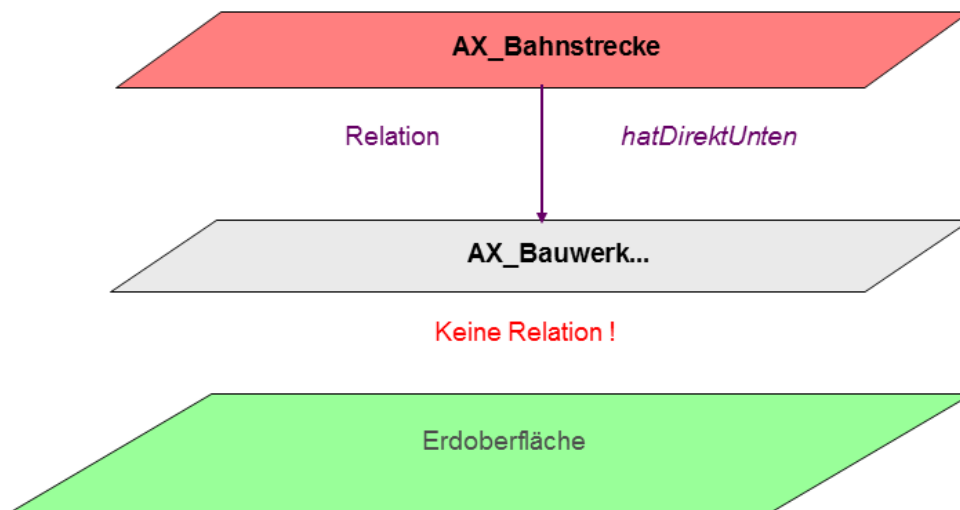 AX_Bahnstrecke
Relation hatDirektUnten
AX_Bauwerk...
Keine Relation !
Erdoberfläche